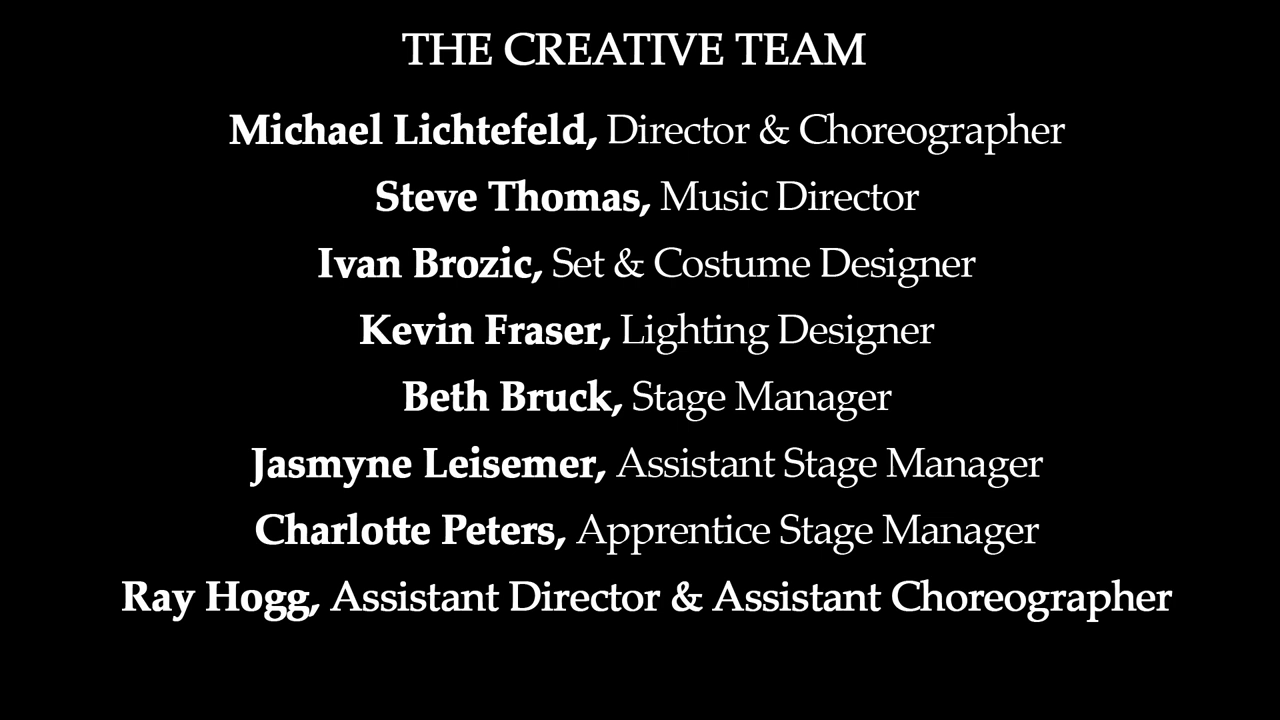 THE CREATIVE TEAM
Michael Lichtefeld, Director & Choreographer
Steve Thomas, Music Director
Ivan Brozic, Set & Costume Designer
Kevin Fraser, Lighting Designer
Beth Bruck, Stage Manager
Jasmyne Leisemer, Assistant Stage Manager
Charlotte Peters, Apprentice Stage Manager
Ray Hogg, Assistant Director & Assistant Choreographer